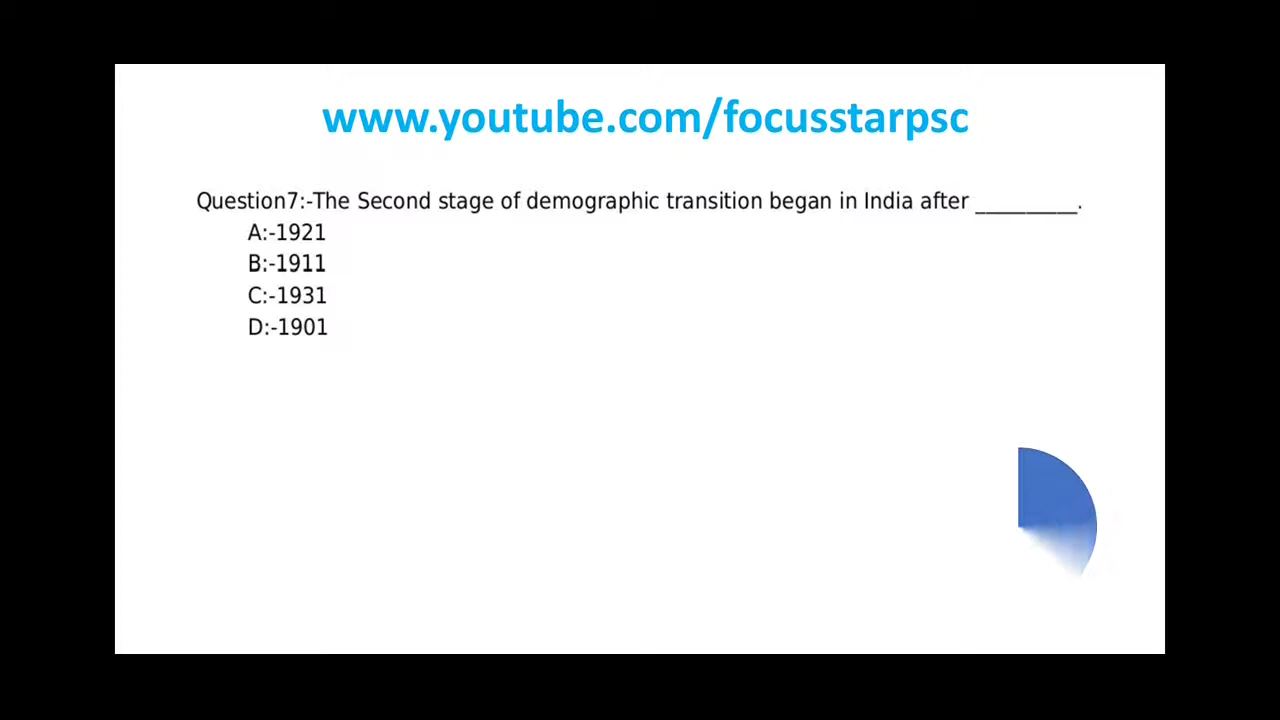 www.youtube.com/focusstarpsc
Question7:-The Second stage of demographic transition began in India after __________.
A:-1921
B:-1911
C:-1931
D:-1901